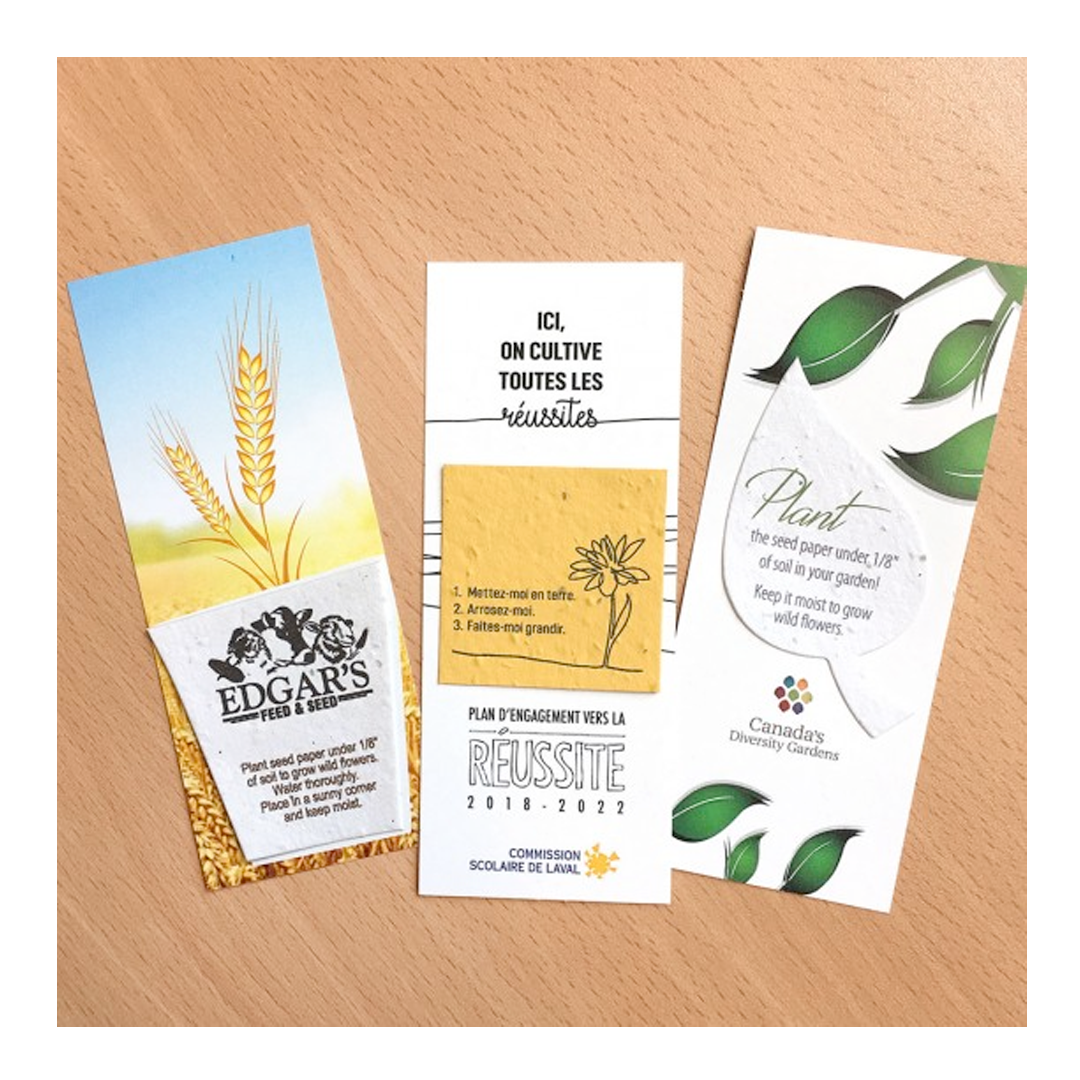 EDGAR'S
FEED & SEED
Plant seed paper under 1/8"
of soil to grow wild flowers.
Water thoroughly.
Place in a sunny corner
and keep moist.
ICI,
ON CULTIVE
TOUTES LES
réussites
1. Mettez-moi en terre.
2. Arrosez-moi.
3. Faites-moi grandir.
PLAN D'ENGAGEMENT VERS LA
RÉUSSITE
2018-2022
COMMISSION
SCOLAIRE DE LAVAL
Plant
the seed paper under 1/8"
of soil in your garden!
Keep it moist to grow
wild flowers.
Canada's
Diversity Gardens